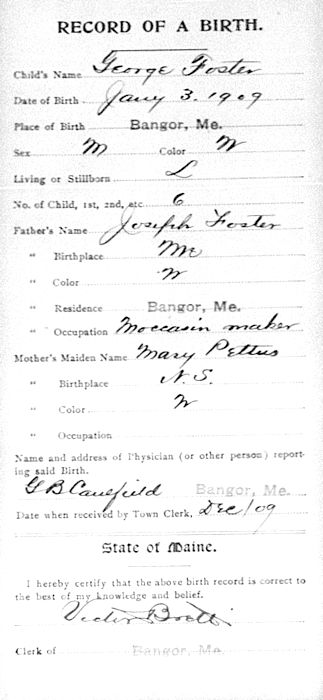 RECORD OF A BIRTH.
Child's Name George Foster
Date of Birth Jany 3. 1909
Place of Birth Bangor, Me.
Sex M Color W
Living or Stillborn L
No. of Child, 1st, 2nd, etc. 6
Father's Name Joseph Foster
" Birthplace Me
" Color W
" Residence Bangor, Me.
" Occupation Moccasin maker
Mother's Maiden Name Mary Pettus
" Birthplace N.S.
" Color W
" Occupation
Name and address of Physician (or other person) report-
ing said Birth.
G B Caulfield Bangor, Me.
Date when received by Town Clerk, Dec/09
State of Maine.
I hereby certify that the above birth record is correct to
the best of my knowledge and belief.
Victor
Clerk of Bangor, Me